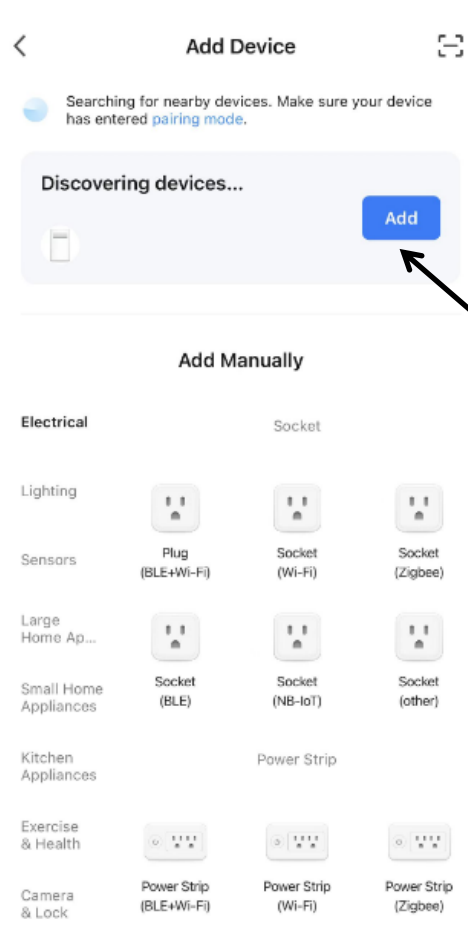 Add Device
Searching for nearby devices. Make sure your device
has entered pairing mode.
Discovering devices...
Add
Add Manually
Electrical
Socket
Lighting
Plug
(BLE+Wi-Fi)
Socket
(Wi-Fi)
Socket
(Zigbee)
Sensors
Large
Home Ap...
Socket
(BLE)
Socket
(NB-IoT)
Socket
(other)
Small Home
Appliances
Kitchen
Appliances
Power Strip
Exercise
& Health
Power Strip
(BLE+Wi-Fi)
Power Strip
(Wi-Fi)
Power Strip
(Zigbee)
Camera
& Lock